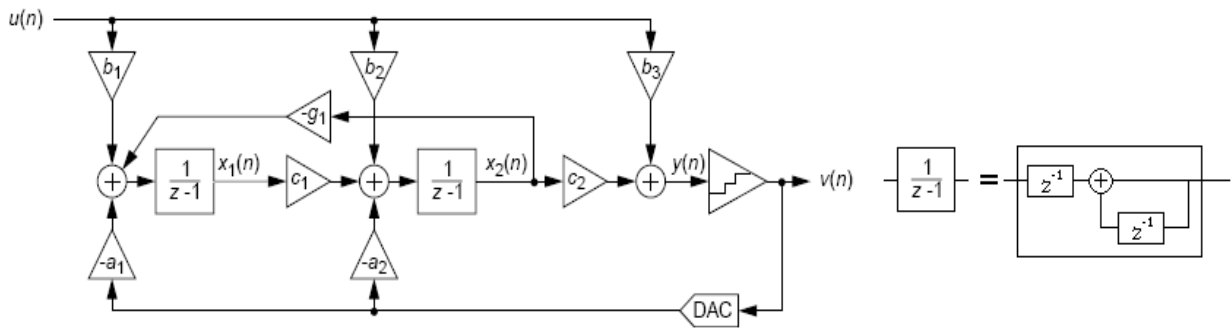 u(n)
b₁ b₂ b₃
-g₁
1/(z -1) x₁(n) c₁ 1/(z -1) x₂(n) c₂ y(n) v(n)
-a₁ -a₂
DAC
1/(z -1) = z⁻¹
z⁻¹